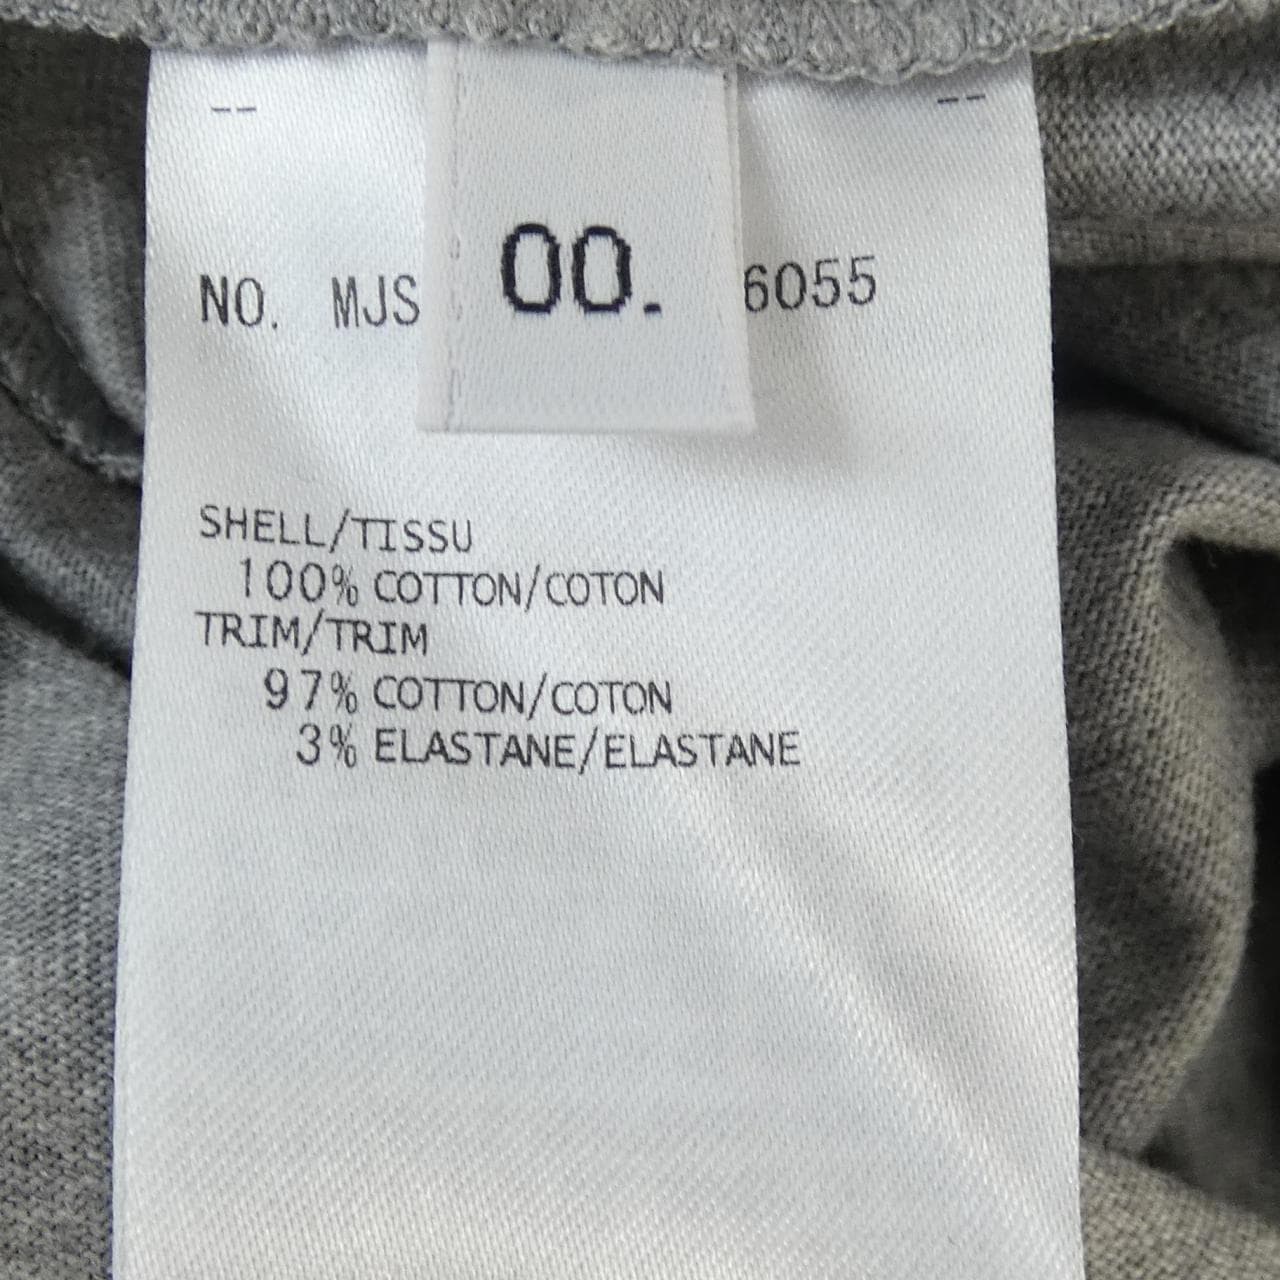 -- --
NO. MJS 6055
00.
SHELL/TISSU
100% COTTON/COTON
TRIM/TRIM
97% COTTON/COTON
3% ELASTANE/ELASTANE